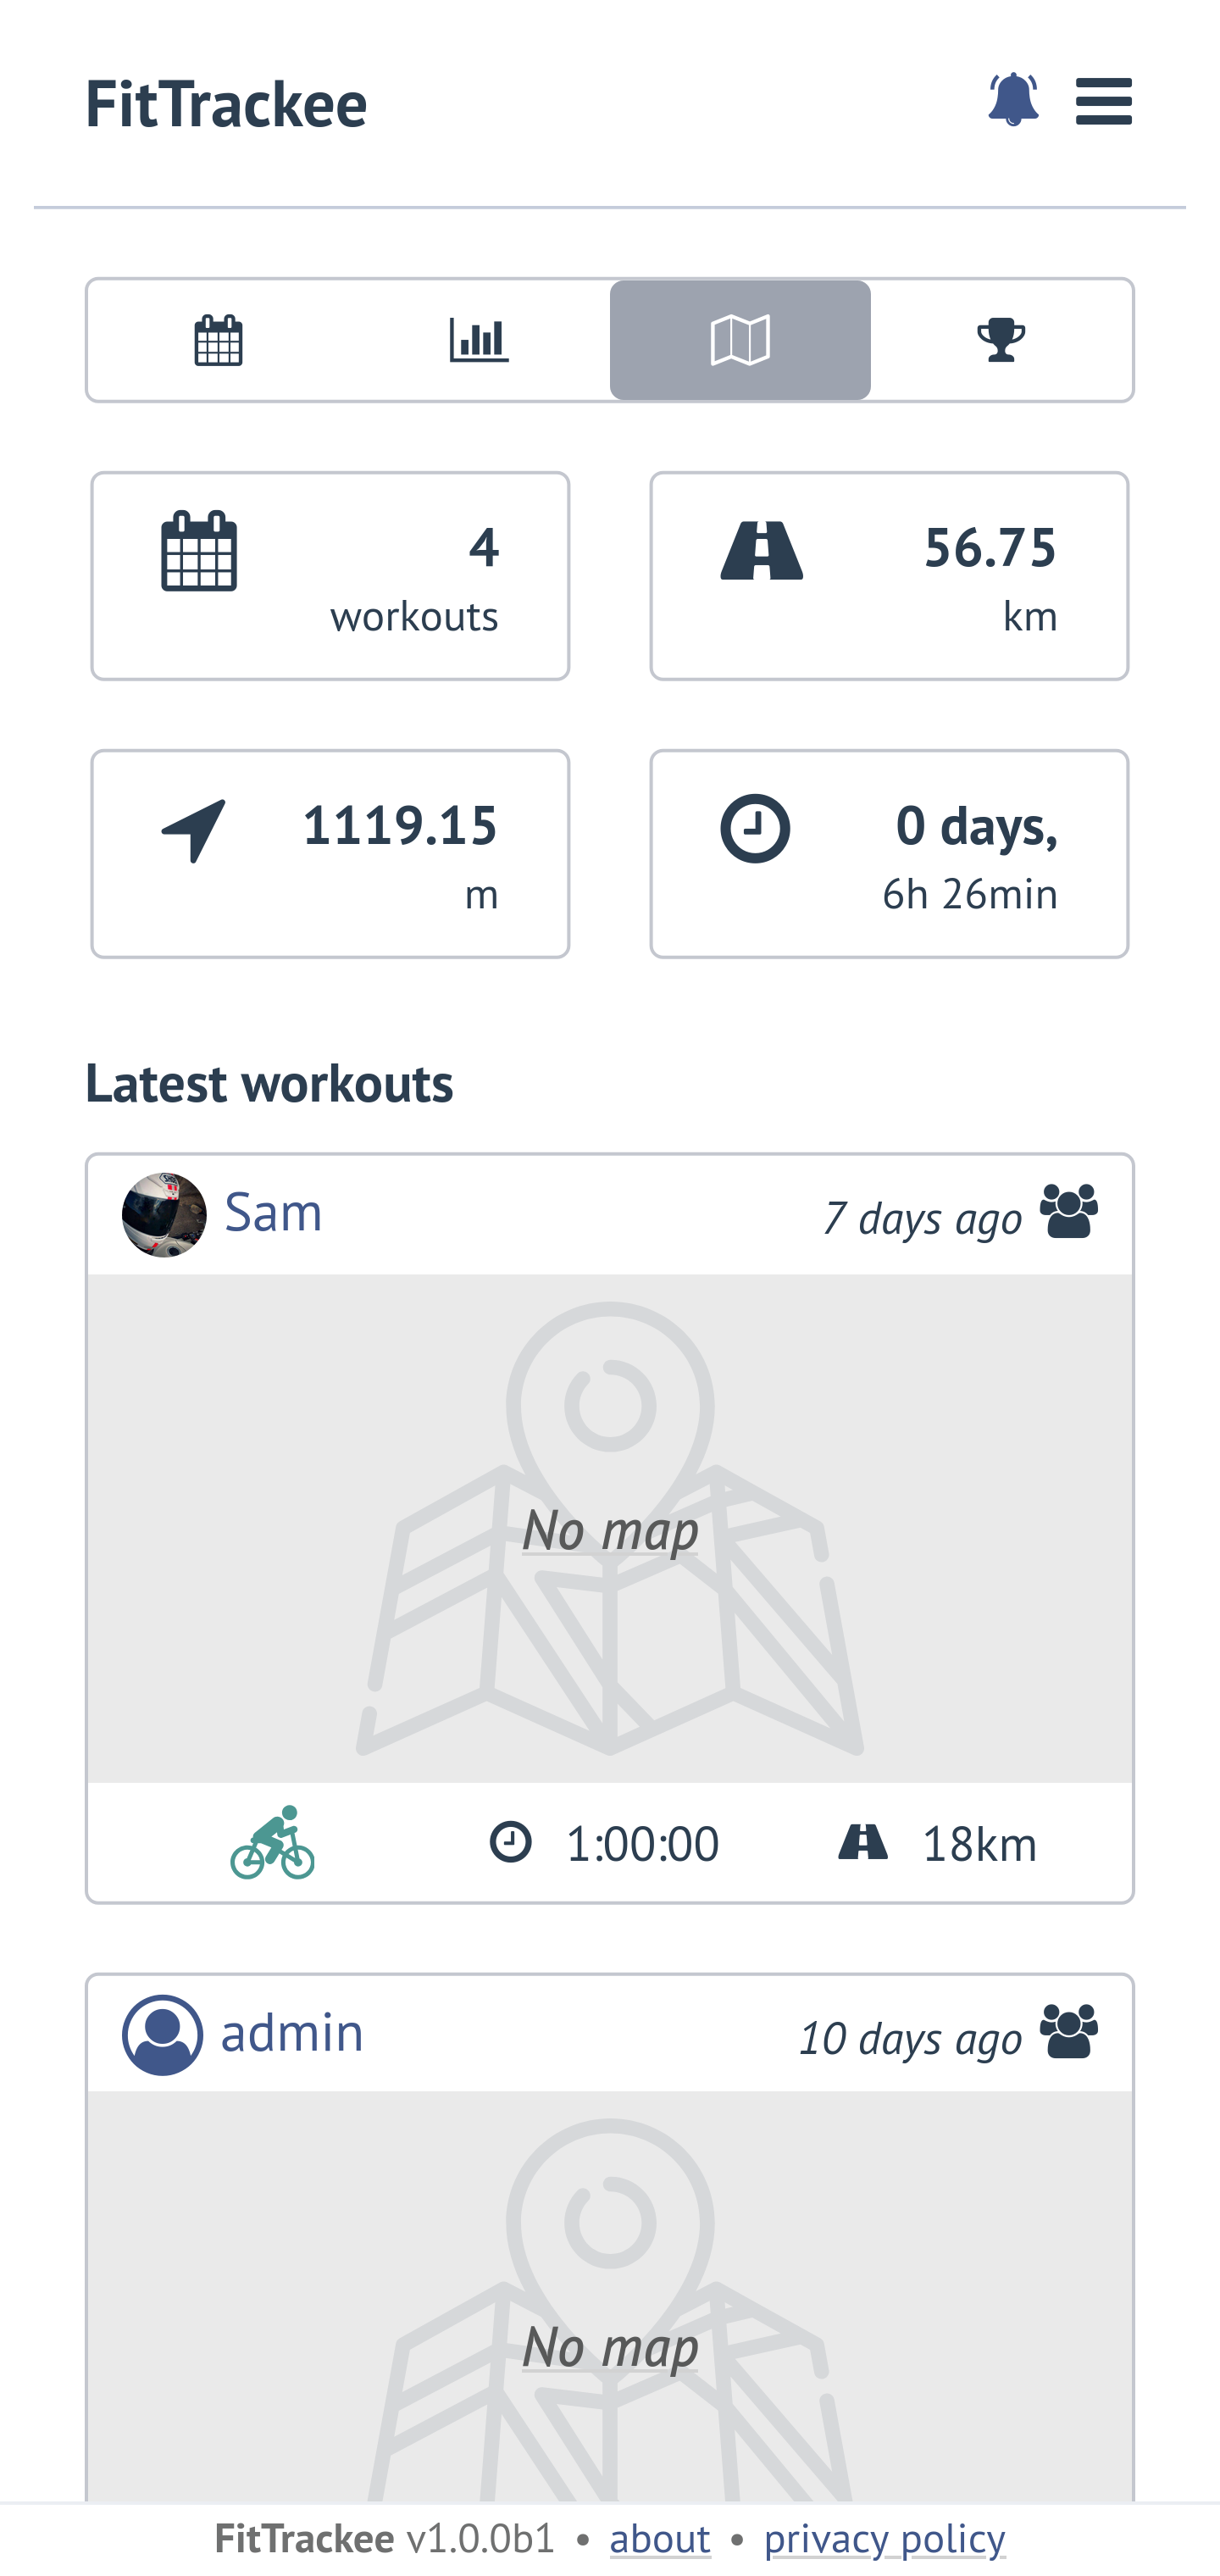 FitTrackee
4
workouts
56.75
km
1119.15
m
0 days,
6h 26min
Latest workouts
Sam
7 days ago
No map
1:00:00
18km
admin
10 days ago
No map
FitTrackee v1.0.0b1 • about • privacy policy